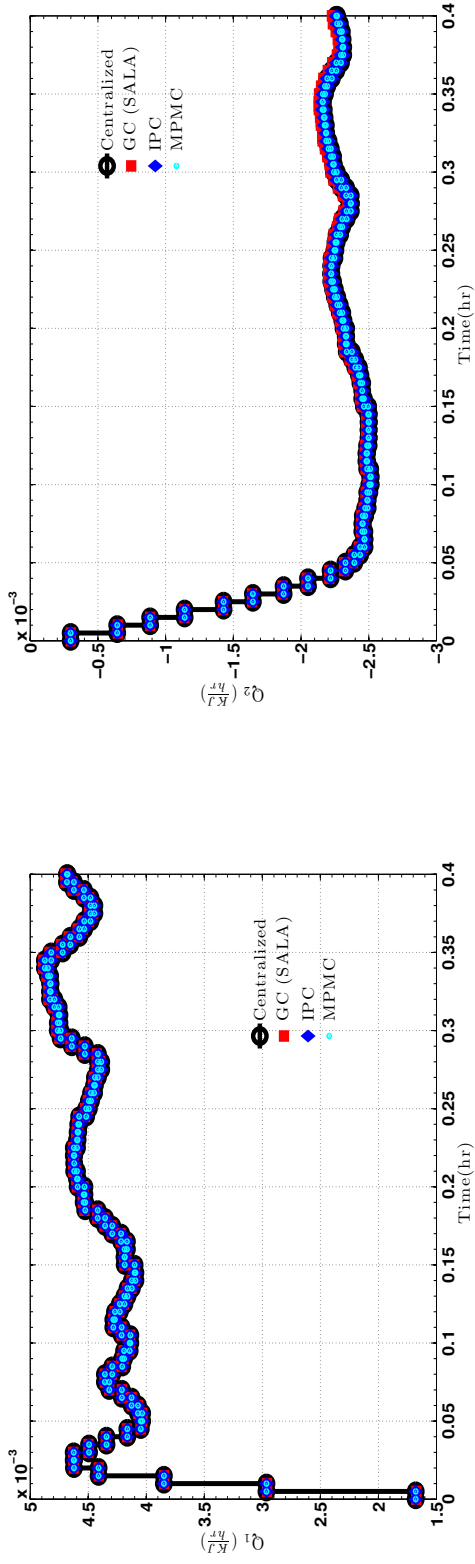 x 10⁻³
5
4.5
4
3.5
3
2.5
2
1.5
Q₁ (KJ/hr)
Centralized
GC (SALA)
IPC
MPMC
0 0.05 0.1 0.15 0.2 0.25 0.3 0.35 0.4
Time(hr)
x 10⁻³
0
−0.5
−1
−1.5
−2
−2.5
−3
Q₂ (KJ/hr)
Centralized
GC (SALA)
IPC
MPMC
0 0.05 0.1 0.15 0.2 0.25 0.3 0.35 0.4
Time(hr)